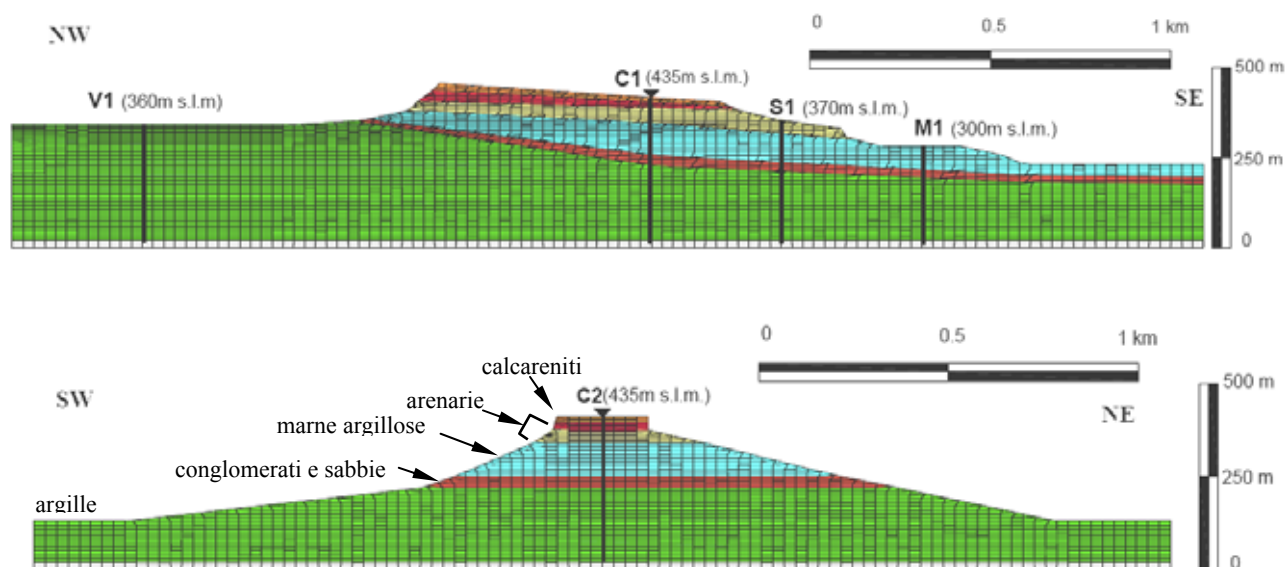 NW
0 0.5 1 km
V1 (360m s.l.m)
C1 (435m s.l.m.)
S1 (370m s.l.m.)
M1 (300m s.l.m.)
SE
500 m
250 m
0
0 0.5 1 km
SW
calcareniti
arenarie
marne argillose
conglomerati e sabbie
argille
C2(435m s.l.m.)
NE
500 m
250 m
0